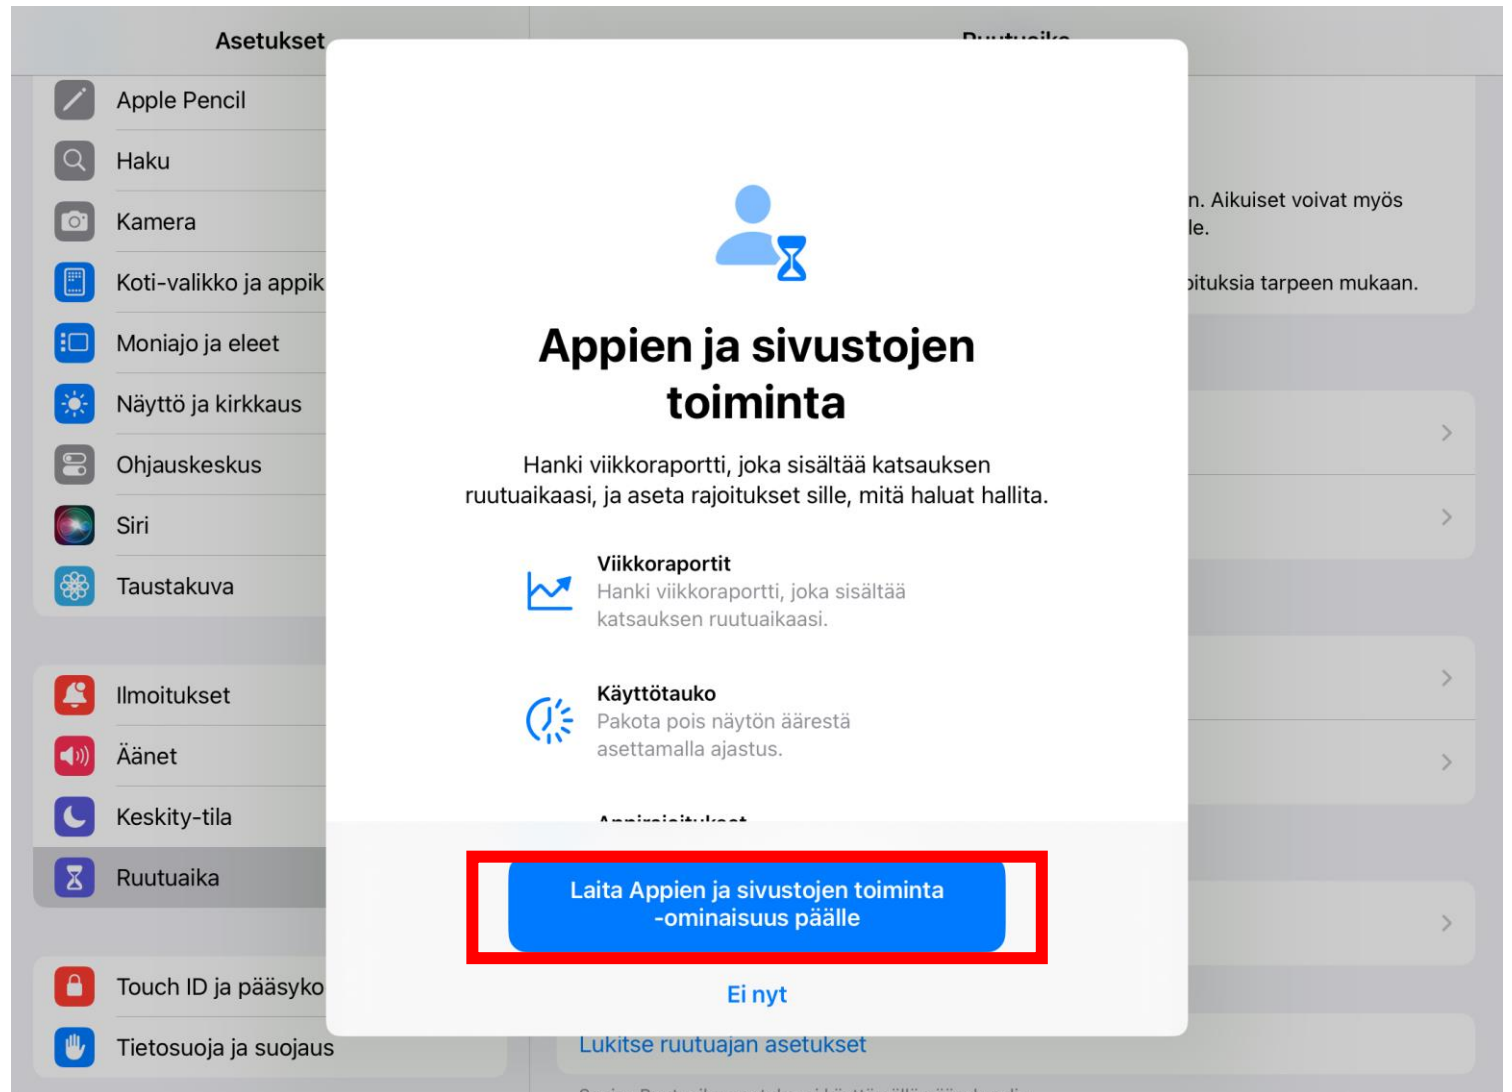 Asetukset
Ruutuaika
Apple Pencil
Haku
Kamera
Koti-valikko ja appik
Moniajo ja eleet
Näyttö ja kirkkaus
Ohjauskeskus
Siri
Taustakuva
Ilmoitukset
Äänet
Keskity-tila
Ruutuaika
Touch ID ja pääsyko
Tietosuoja ja suojaus
n. Aikuiset voivat myös
le.
oituksia tarpeen mukaan.
Appien ja sivustojen
toiminta
Hanki viikkoraportti, joka sisältää katsauksen
ruutuaikaasi, ja aseta rajoitukset sille, mitä haluat hallita.
Viikkoraportit
Hanki viikkoraportti, joka sisältää
katsauksen ruutuaikaasi.
Käyttötauko
Pakota pois näytön äärestä
asettamalla ajastus.
Appirajoitukset
Laita Appien ja sivustojen toiminta
-ominaisuus päälle
Ei nyt
Lukitse ruutuajan asetukset